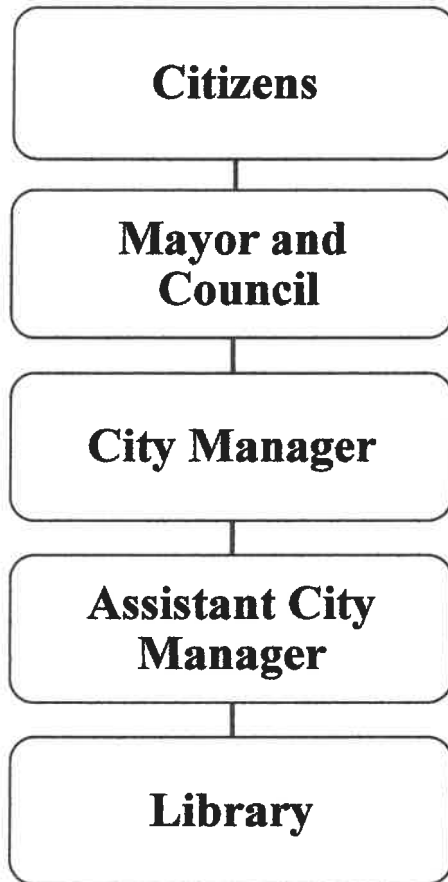 Citizens
Mayor and
Council
City Manager
Assistant City
Manager
Library